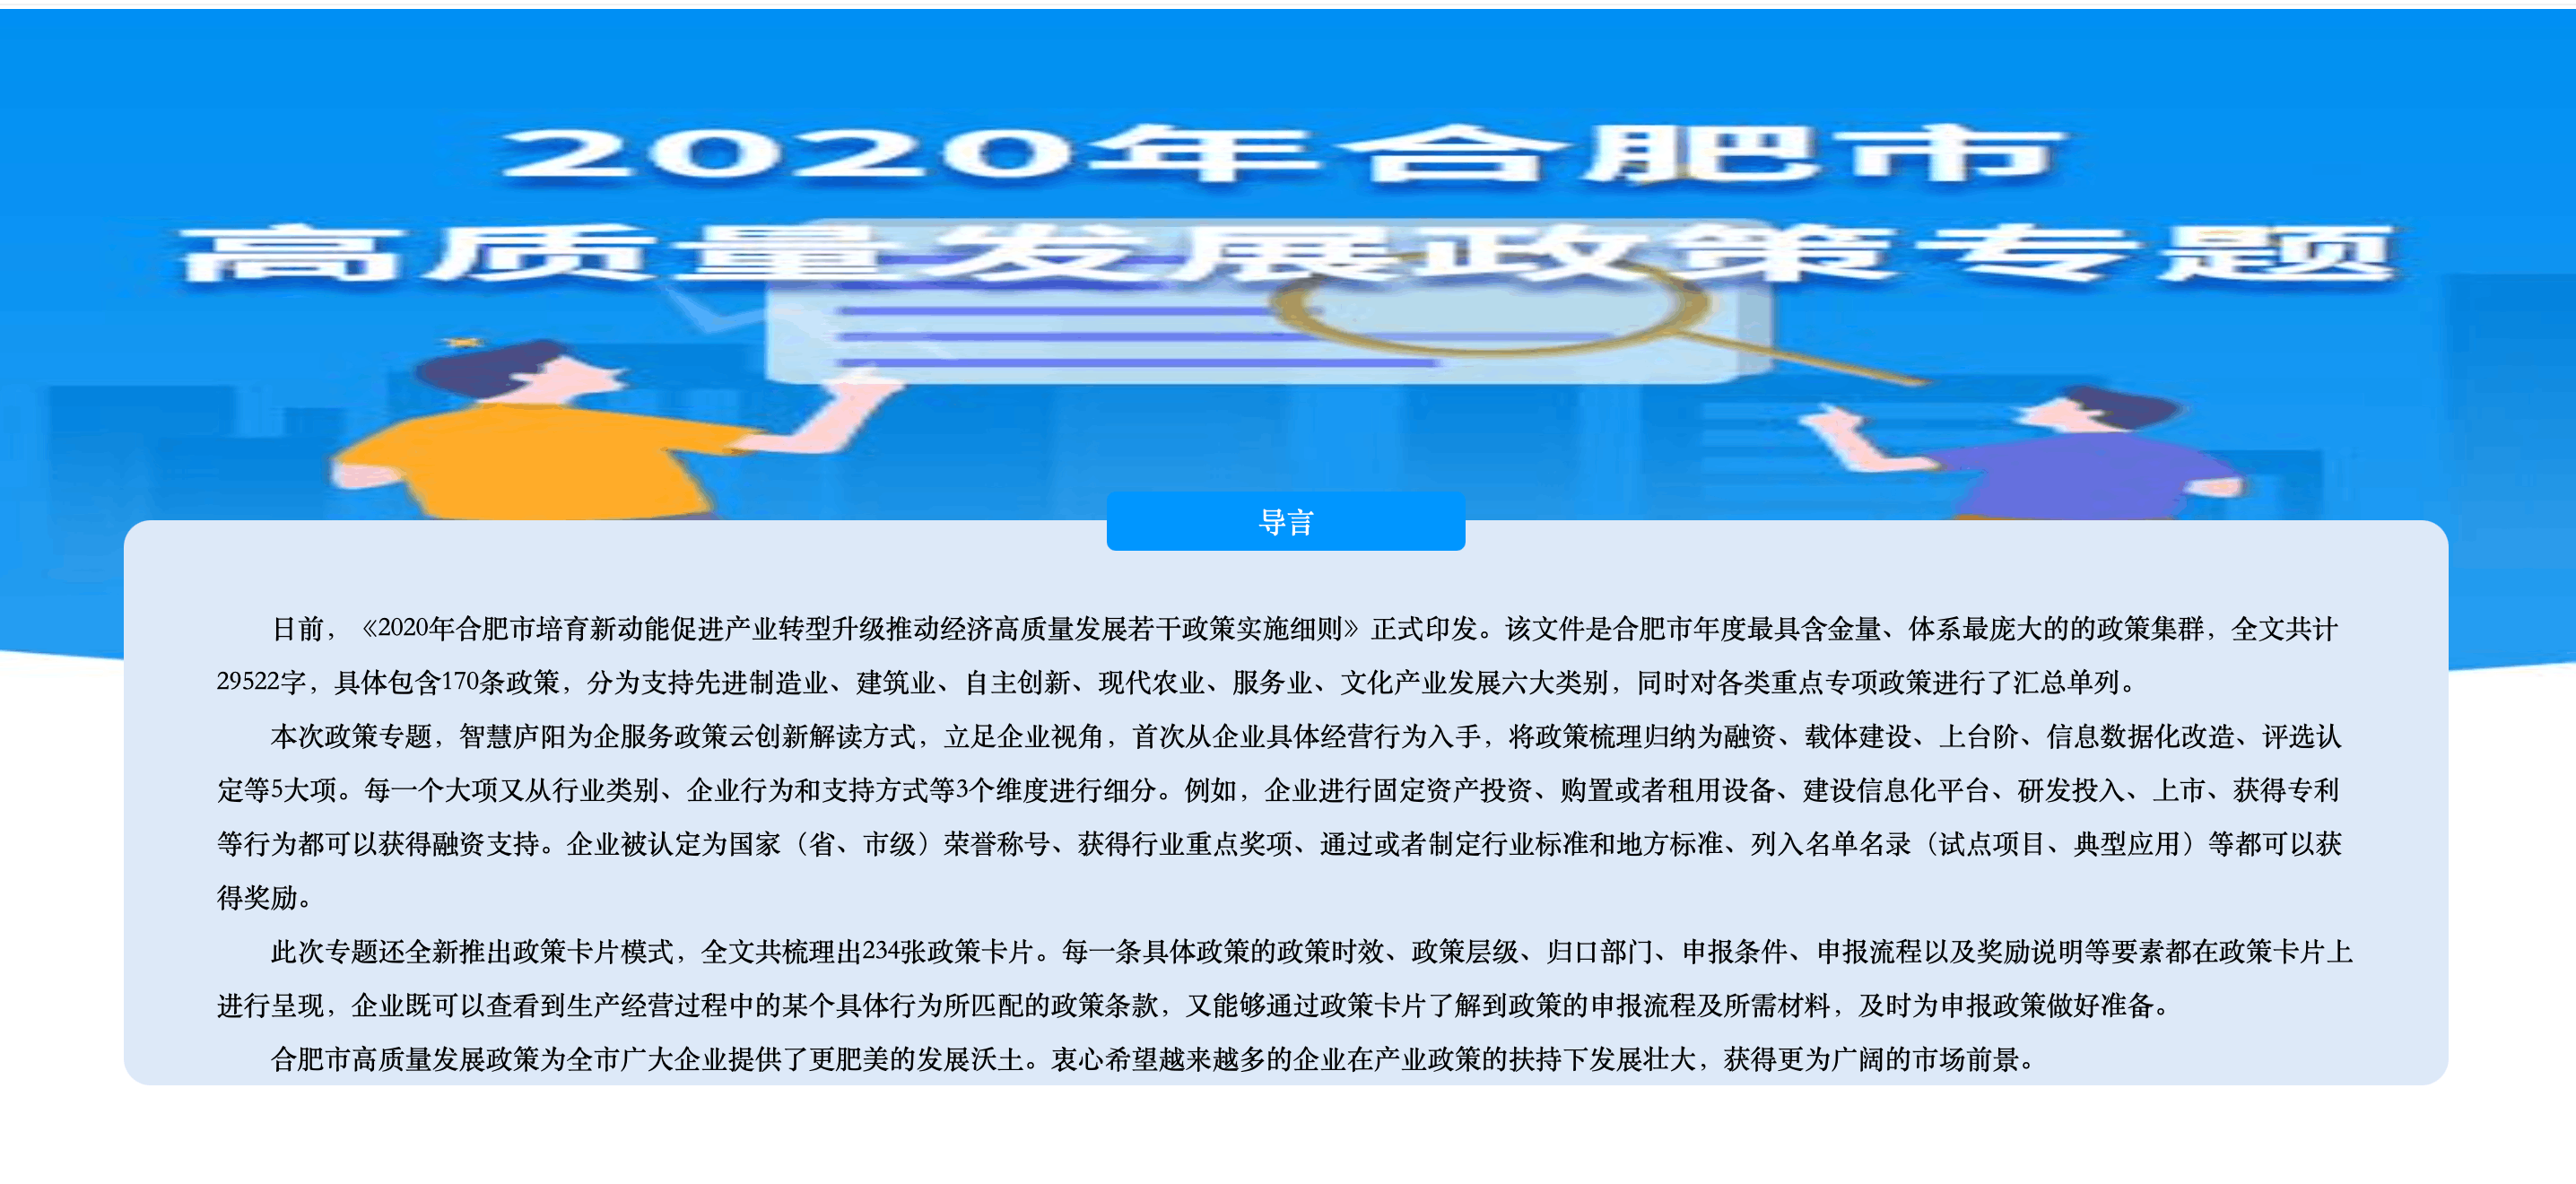 2020年合肥市
高质量发展政策专题
导言
日前，《2020年合肥市培育新动能促进产业转型升级推动经济高质量发展若干政策实施细则》正式印发。该文件是合肥市年度最具含金量、体系最庞大的的政策集群，全文共计
29522字，具体包含170条政策，分为支持先进制造业、建筑业、自主创新、现代农业、服务业、文化产业发展六大类别，同时对各类重点专项政策进行了汇总单列。
本次政策专题，智慧庐阳为企服务政策云创新解读方式，立足企业视角，首次从企业具体经营行为入手，将政策梳理归纳为融资、载体建设、上台阶、信息数据化改造、评选认
定等5大项。每一个大项又从行业类别、企业行为和支持方式等3个维度进行细分。例如，企业进行固定资产投资、购置或者租用设备、建设信息化平台、研发投入、上市、获得专利
等行为都可以获得融资支持。企业被认定为国家（省、市级）荣誉称号、获得行业重点奖项、通过或者制定行业标准和地方标准、列入名单名录（试点项目、典型应用）等都可以获
得奖励。
此次专题还全新推出政策卡片模式，全文共梳理出234张政策卡片。每一条具体政策的政策时效、政策层级、归口部门、申报条件、申报流程以及奖励说明等要素都在政策卡片上
进行呈现，企业既可以查看到生产经营过程中的某个具体行为所匹配的政策条款，又能够通过政策卡片了解到政策的申报流程及所需材料，及时为申报政策做好准备。
合肥市高质量发展政策为全市广大企业提供了更肥美的发展沃土。衷心希望越来越多的企业在产业政策的扶持下发展壮大，获得更为广阔的市场前景。